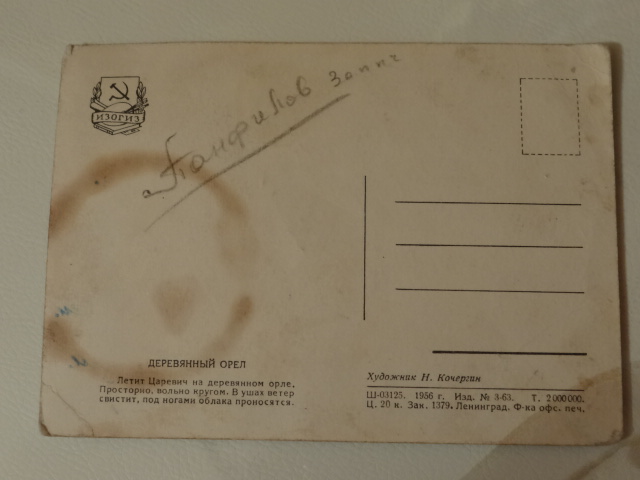 ИЗОГИЗ
Панфилов
ДЕРЕВЯННЫЙ ОРЕЛ
Летит Царевич на деревянном орле.
Просторно, вольно кругом. В ушах ветер
свистит, под ногами облака проносятся.
Художник Н. Кочергин
Ш-03125. 1956 г. Изд. № 3-63. Т. 2 000 000.
Ц. 20 к. Зак. 1379. Ленинград. Ф-ка офс. печ.